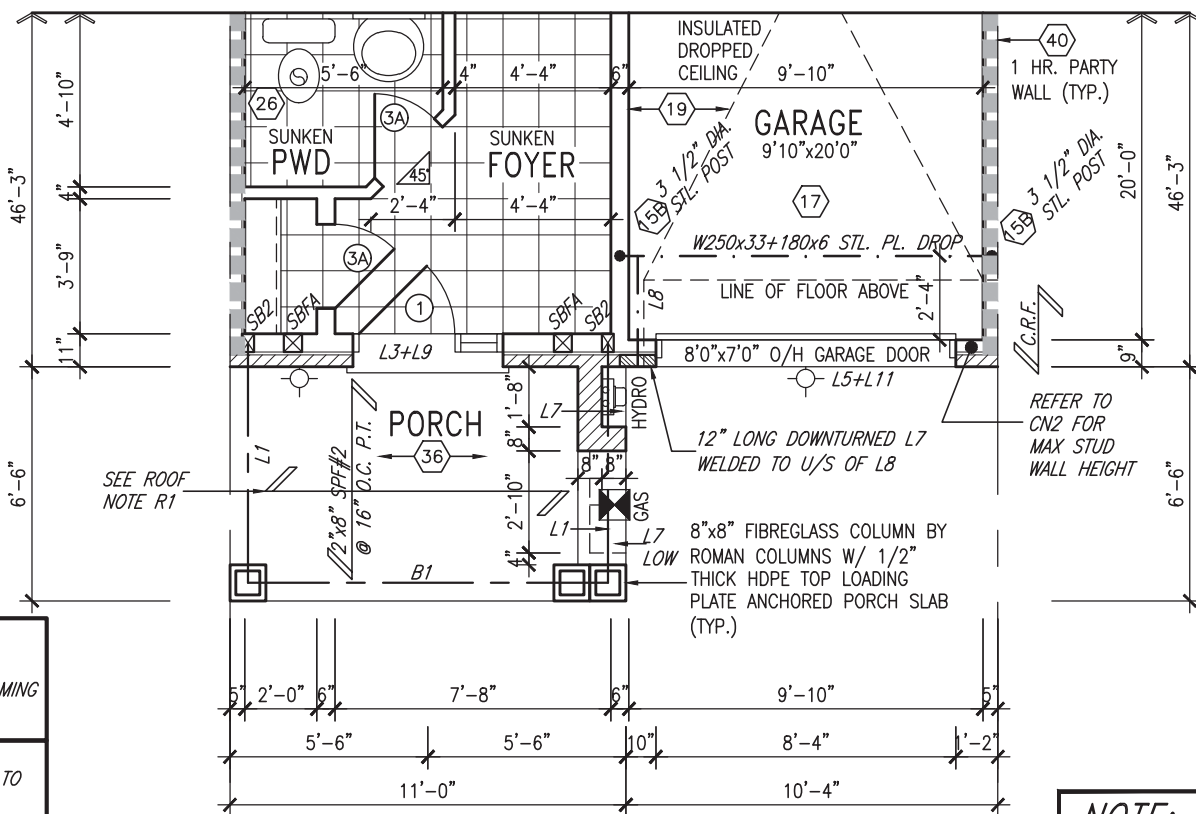 INSULATED
DROPPED
CEILING
40
1 HR. PARTY
WALL (TYP.)
5'-6"
4"
4'-4"
6"
9'-10"
26
3A
19
4'-10"
SUNKEN
PWD
SUNKEN
FOYER
GARAGE
9'10"x20'0"
45°
3 1/2" DIA.
STL. POST
15B
17
3 1/2" DIA.
STL. POST
15B
20'-0"
46'-3"
4"
46'-3"
2'-4"
4'-4"
W250x33+180x6 STL. PL. DROP
3A
3'-9"
LINE OF FLOOR ABOVE
L8
2'-4"
SB2
SBFA
1
SBFA
SB2
C.R.F.
11"
L3+L9
8'0"x7'0" O/H GARAGE DOOR
9"
L5+L11
PORCH
36
1'-8"
L7
HYDRO
8"
REFER TO
CN2 FOR
MAX STUD
WALL HEIGHT
12" LONG DOWNTURNED L7
WELDED TO U/S OF L8
L1
2"x8" SPF#2
@ 16" O.C. P.T.
8"
8"
SEE ROOF
NOTE R1
6'-6"
6'-6"
2'-10"
GAS
L1
L7
LOW
4"
B1
8"x8" FIBREGLASS COLUMN BY
ROMAN COLUMNS W/ 1/2"
THICK HDPE TOP LOADING
PLATE ANCHORED PORCH SLAB
(TYP.)
MING
5"
2'-0"
6"
7'-8"
6"
9'-10"
5"
5'-6"
5'-6"
10"
8'-4"
1'-2"
TO
11'-0"
10'-4"
NOTE: